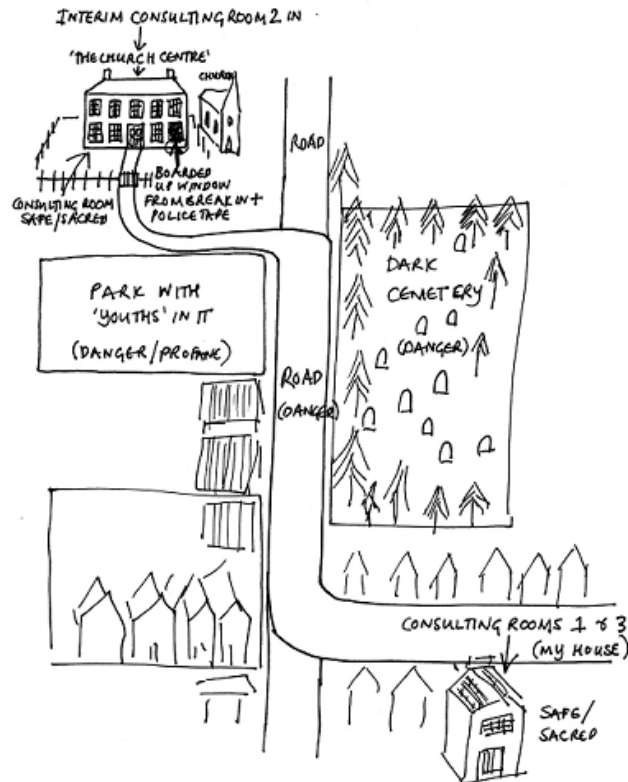 INTERIM CONSULTING ROOM 2 IN
'THE CHURCH CENTRE'
CHURCH
ROAD
CONSULTING ROOM
SAFE/SACRED
BOARDED
UP WINDOW
FROM BREAK IN +
POLICE TAPE
PARK WITH
'YOUTHS' IN IT
(DANGER/PROFANE)
DARK
CEMETERY
(DANGER)
ROAD
(DANGER)
CONSULTING ROOMS 1 & 3
(MY HOUSE)
SAFE/
SACRED